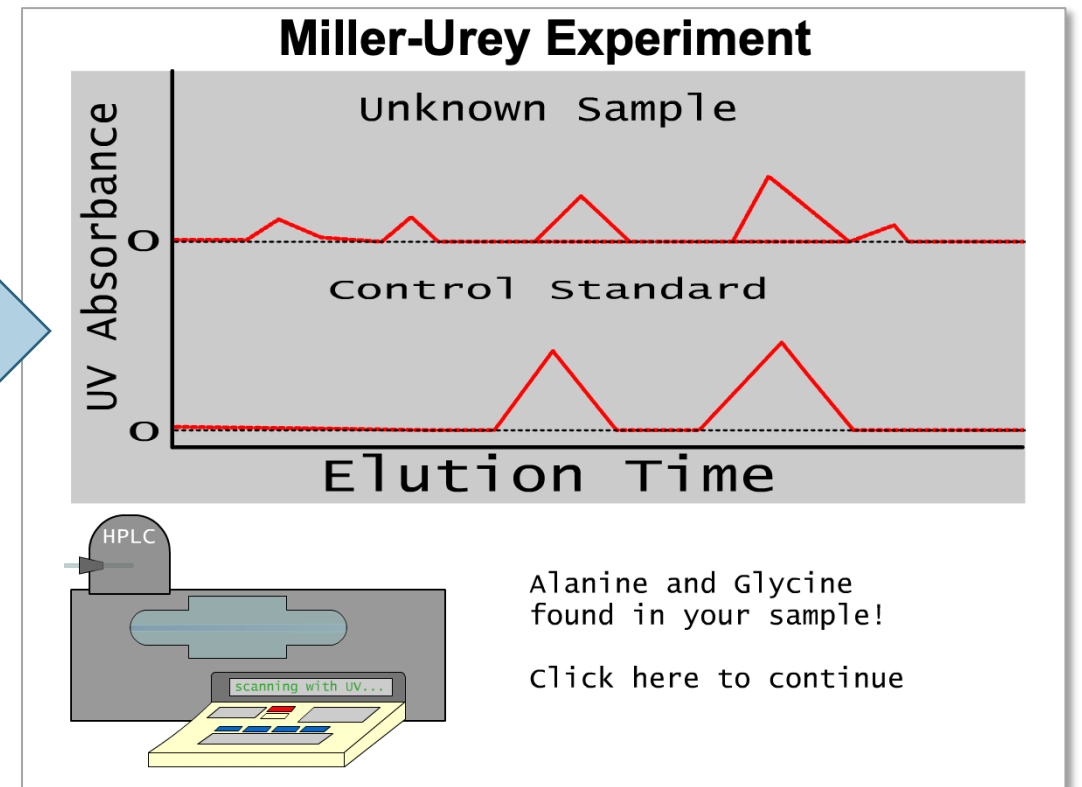 Miller-Urey Experiment
Unknown Sample
UV Absorbance
0
Control Standard
0
Elution Time
HPLC
scanning with UV...
Alanine and Glycine
found in your sample!
Click here to continue